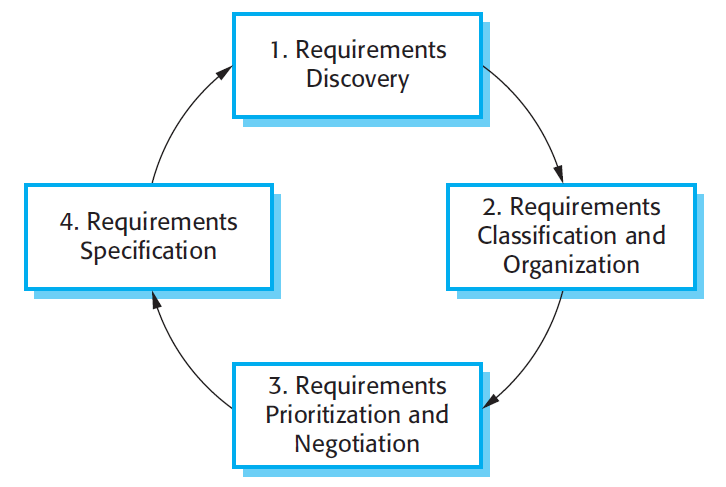 1. Requirements
Discovery
2. Requirements
Classification and
Organization
3. Requirements
Prioritization and
Negotiation
4. Requirements
Specification